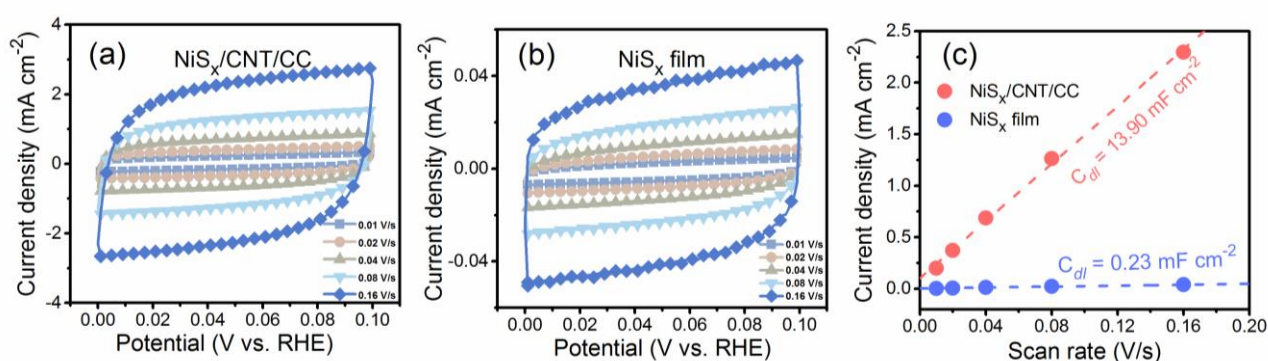 (a)
NiSx/CNT/CC
Current density (mA cm-2)
4
2
0
-2
-4
0.01 V/s
0.02 V/s
0.04 V/s
0.08 V/s
0.16 V/s
0.00 0.02 0.04 0.06 0.08 0.10
Potential (V vs. RHE)
(b)
NiSx film
Current density (mA cm-2)
0.04
0.00
-0.04
0.01 V/s
0.02 V/s
0.04 V/s
0.08 V/s
0.16 V/s
0.00 0.02 0.04 0.06 0.08 0.10
Potential (V vs. RHE)
(c)
Current density (mA cm-2)
2.5
2.0
1.5
1.25
0.75
0.25
0.0
NiSx/CNT/CC
NiSx film
Cdl = 13.90 mF cm-2
Cdl = 0.23 mF cm-2
0.00 0.04 0.08 0.12 0.16 0.20
Scan rate (V/s)